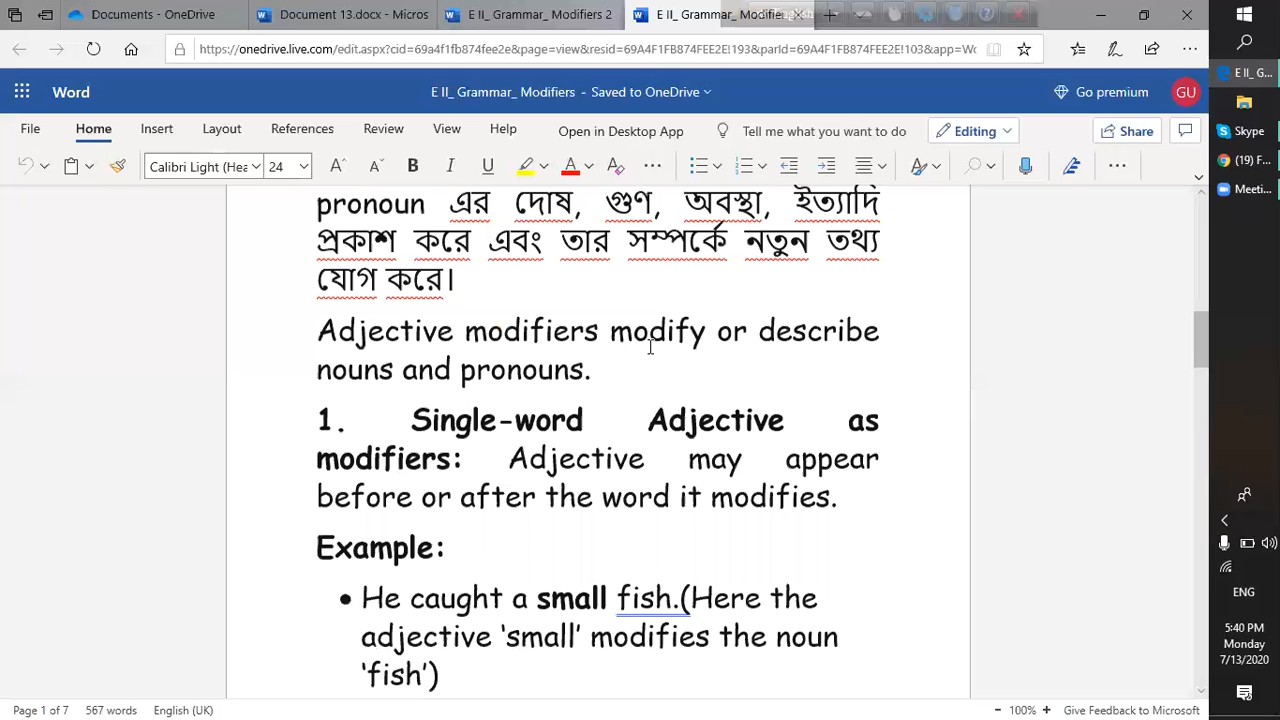 Documents - OneDrive
Document 13.docx - Micros
E II_ Grammar_ Modifiers 2
E II_ Grammar_ Modifie
https://onedrive.live.com/edit.aspx?cid=69a4f1fb874fee2e&page=view&resid=69A4F1FB874FEE2E!193&parId=69A4F1FB874FEE2E!103&app=Wo
Word
E II_ Grammar_ Modifiers - Saved to OneDrive
Go premium
GU
File Home Insert Layout References Review View Help Open in Desktop App Tell me what you want to do Editing Share
Calibri Light (Hea 24 B I U A
pronoun এর দোষ, গুণ, অবস্থা, ইত্যাদি
প্রকাশ করে এবং তার সম্পর্কে নতুন তথ্য
যোগ করে।
Adjective modifiers modify or describe
nouns and pronouns.
1. Single-word Adjective as
modifiers: Adjective may appear
before or after the word it modifies.
Example:
• He caught a small fish.(Here the
adjective ‘small’ modifies the noun
‘fish’)
Page 1 of 7 567 words English (UK) 100% Give Feedback to Microsoft
E II_ G...
Skype
(19) F...
Meeti...
ENG
5:40 PM
Monday
7/13/2020